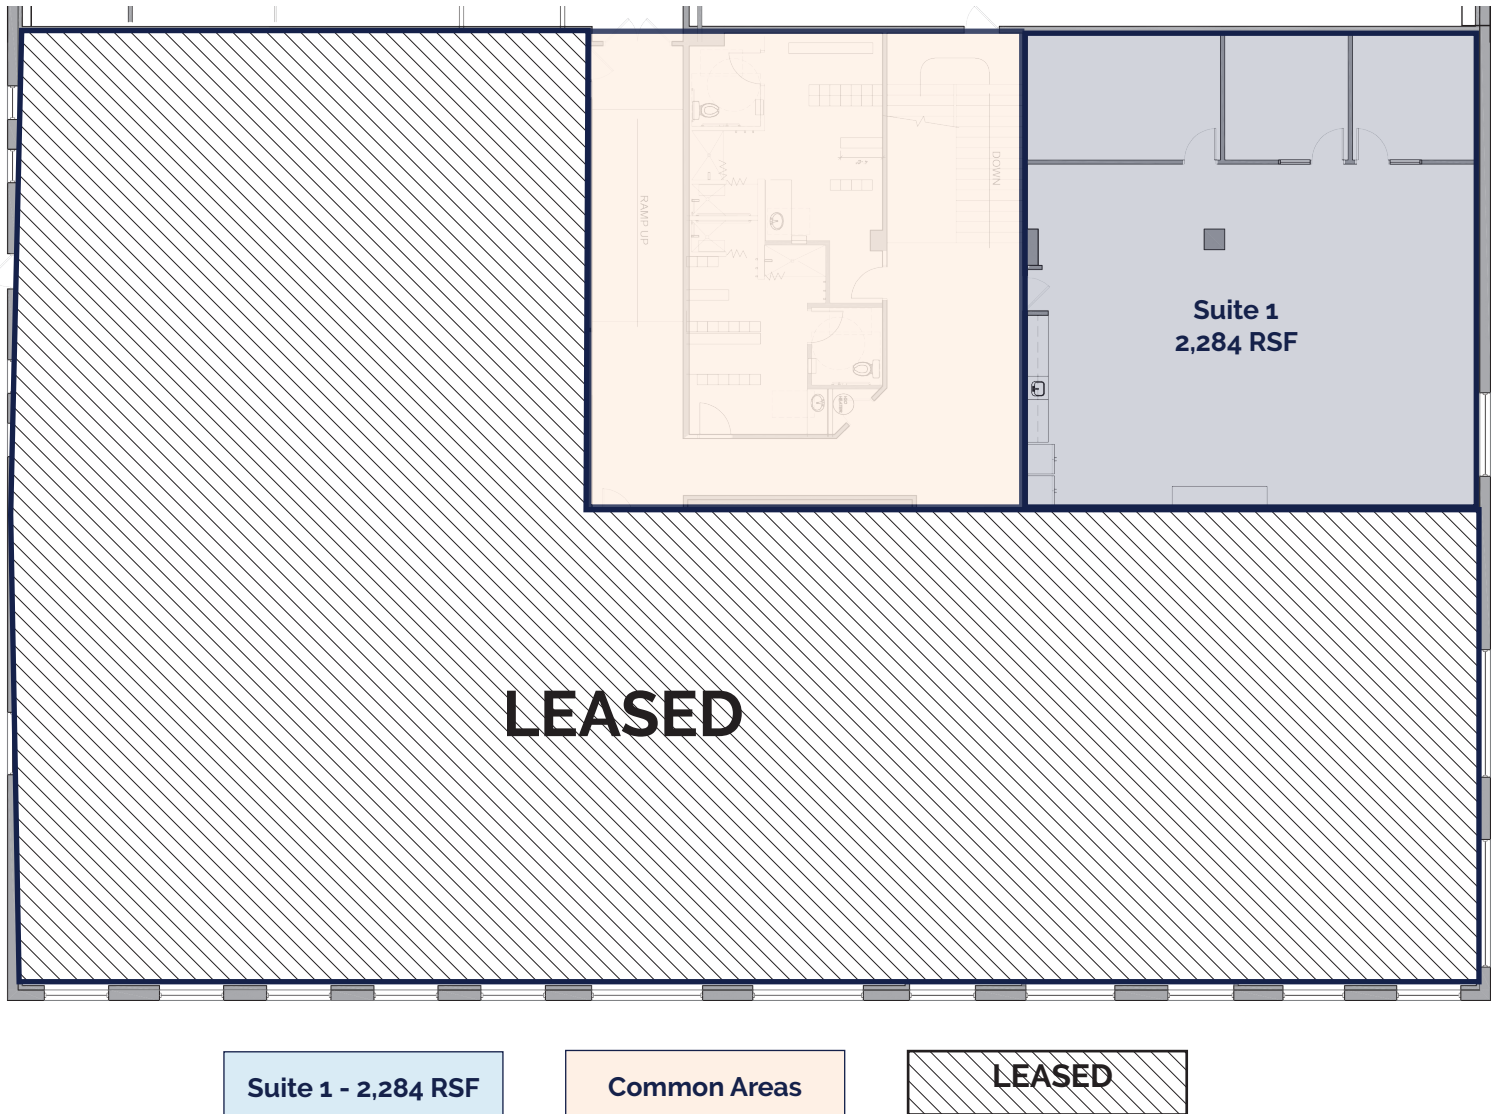 RAMP UP
DOWN
Suite 1
2,284 RSF
LEASED
Suite 1 - 2,284 RSF
Common Areas
LEASED